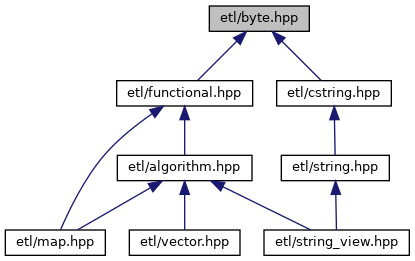 etl/byte.hpp
etl/functional.hpp
etl/cstring.hpp
etl/algorithm.hpp
etl/string.hpp
etl/map.hpp
etl/vector.hpp
etl/string_view.hpp